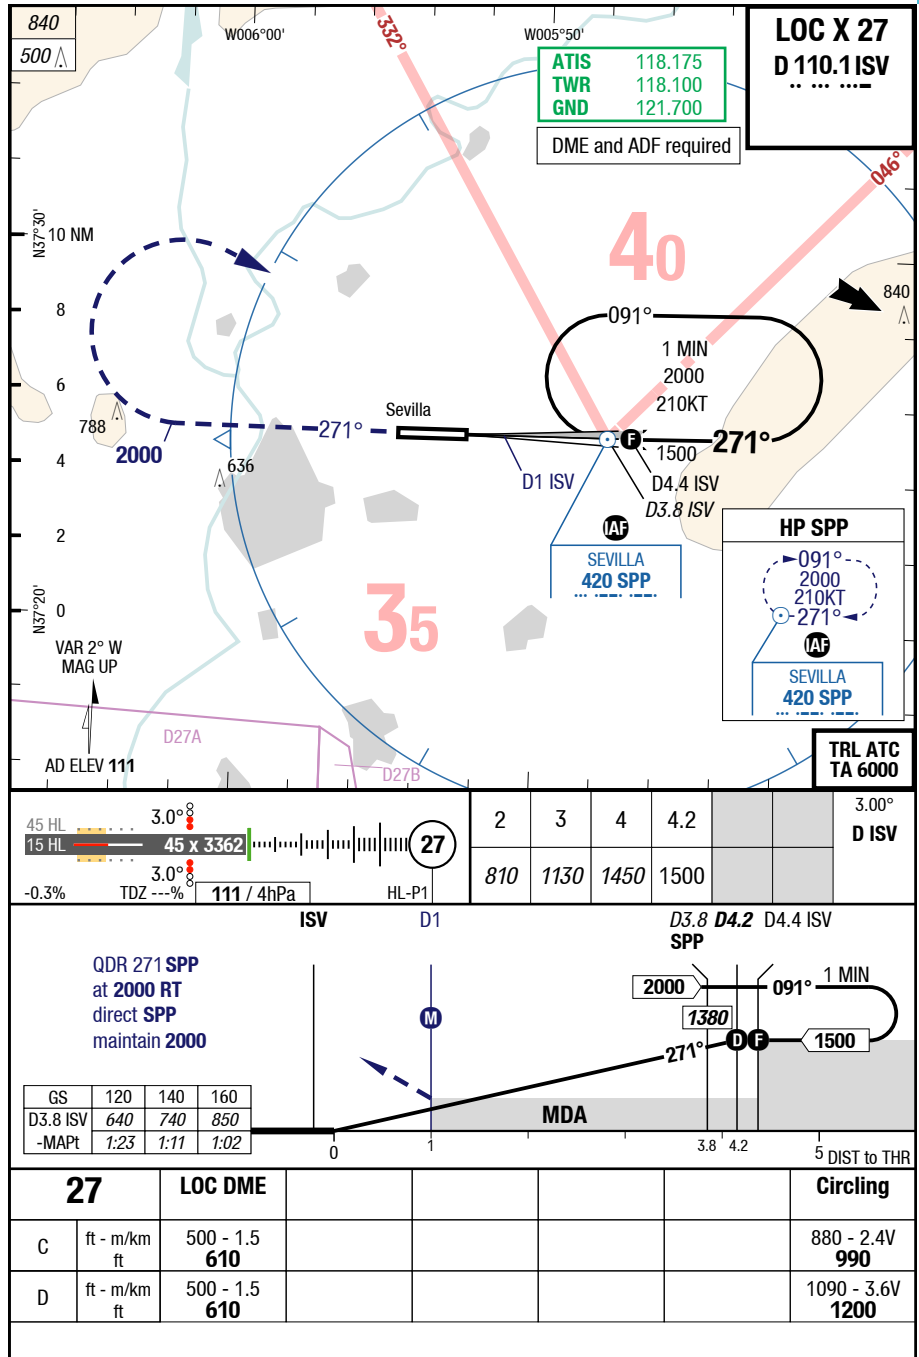 840
500
W006°00'
332°
W005°50'
ATIS 118.175
TWR 118.100
GND 121.700
DME and ADF required
LOC X 27
D 110.1 ISV
046°
N37°30'
10 NM
8
6
4
2
0
N37°20'
40
35
840
091°
1 MIN
2000
210KT
271°
1500
F
D4.4 ISV
D3.8 ISV
D1 ISV
Sevilla
271°
2000
788
636
IAF
SEVILLA
420 SPP
HP SPP
091°
2000
210KT
271°
IAF
SEVILLA
420 SPP
VAR 2° W
MAG UP
AD ELEV 111
D27A
D27B
TRL ATC
TA 6000
45 HL
15 HL
3.0°
45 x 3362
3.0°
-0.3%
TDZ ---%
111 / 4hPa
HL-P1
27
2 3 4 4.2
810 1130 1450 1500
3.00°
D ISV
ISV
D1
D3.8 D4.2 D4.4 ISV
SPP
QDR 271 SPP
at 2000 RT
direct SPP
maintain 2000
M
2000
091°
1 MIN
1380
271°
D F
1500
MDA
GS 120 140 160
D3.8 ISV 640 740 850
-MAPt 1:23 1:11 1:02
0 1 3.8 4.2 5 DIST to THR
27 LOC DME Circling
C ft - m/km 500 - 1.5 880 - 2.4V
ft 610 990
D ft - m/km 500 - 1.5 1090 - 3.6V
ft 610 1200